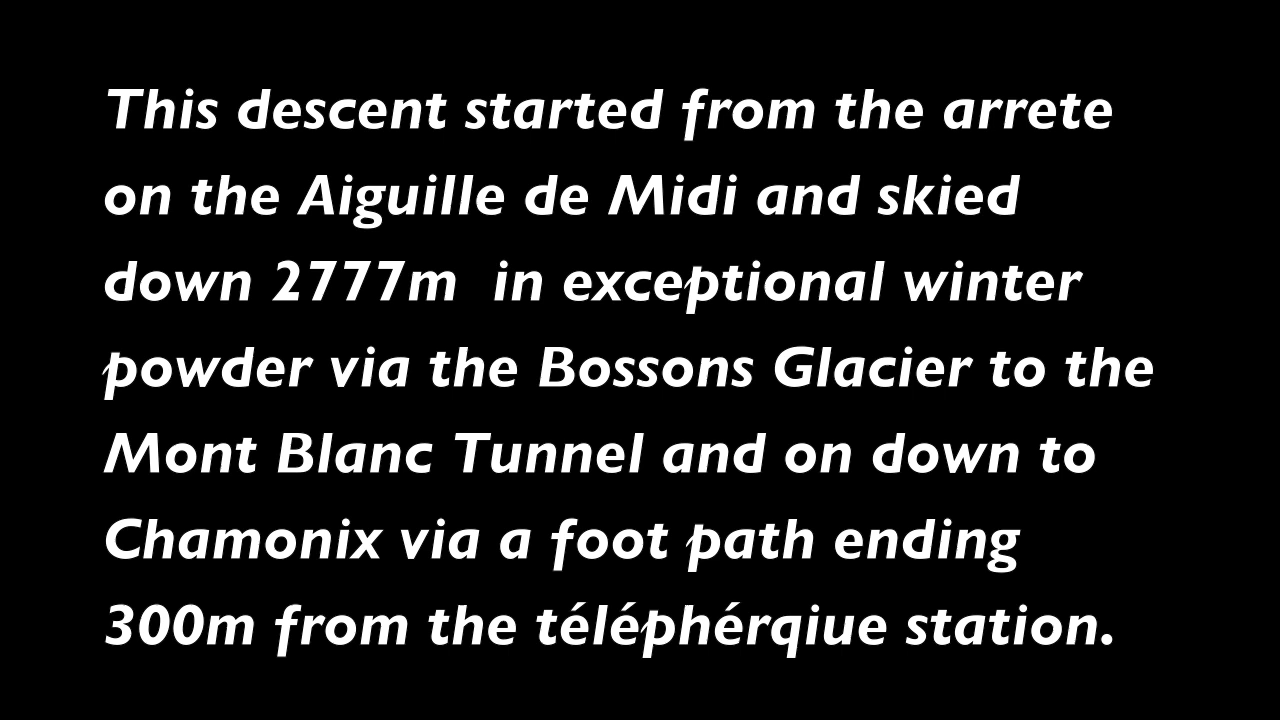 This descent started from the arrete
on the Aiguille de Midi and skied
down 2777m  in exceptional winter
powder via the Bossons Glacier to the
Mont Blanc Tunnel and on down to
Chamonix via a foot path ending
300m from the téléphérqiue station.